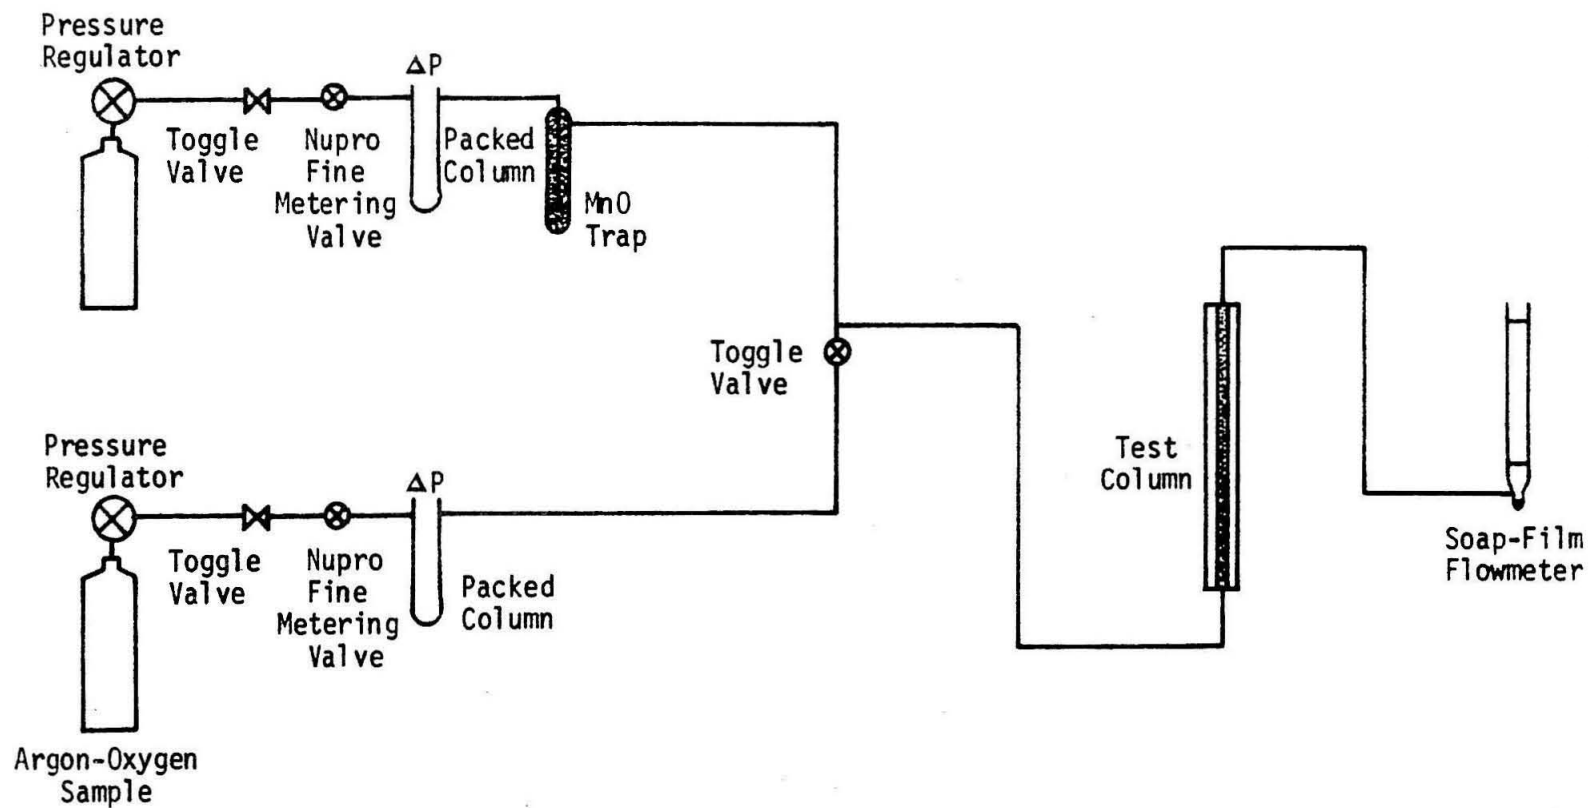 Pressure
Regulator
ΔP
Toggle
Valve
Nupro
Fine
Metering
Valve
Packed
Column
MnO
Trap
Toggle
Valve
Pressure
Regulator
ΔP
Toggle
Valve
Nupro
Fine
Metering
Valve
Packed
Column
Argon-Oxygen
Sample
Test
Column
Soap-Film
Flowmeter